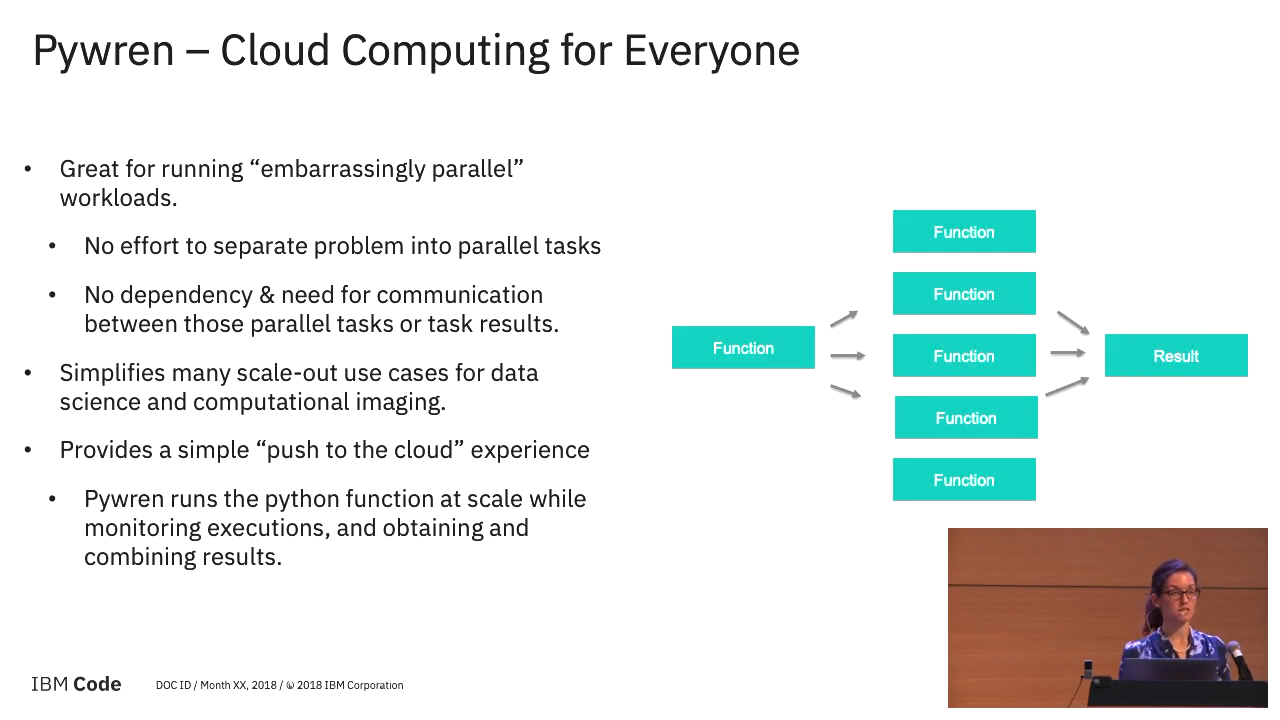 Pywren – Cloud Computing for Everyone
• Great for running “embarrassingly parallel”
workloads.
• No effort to separate problem into parallel tasks
• No dependency & need for communication
between those parallel tasks or task results.
• Simplifies many scale-out use cases for data
science and computational imaging.
• Provides a simple “push to the cloud” experience
• Pywren runs the python function at scale while
monitoring executions, and obtaining and
combining results.
Function
Function
Function
Function
Function
Function
Result
IBM Code
DOC ID / Month XX, 2018 / © 2018 IBM Corporation